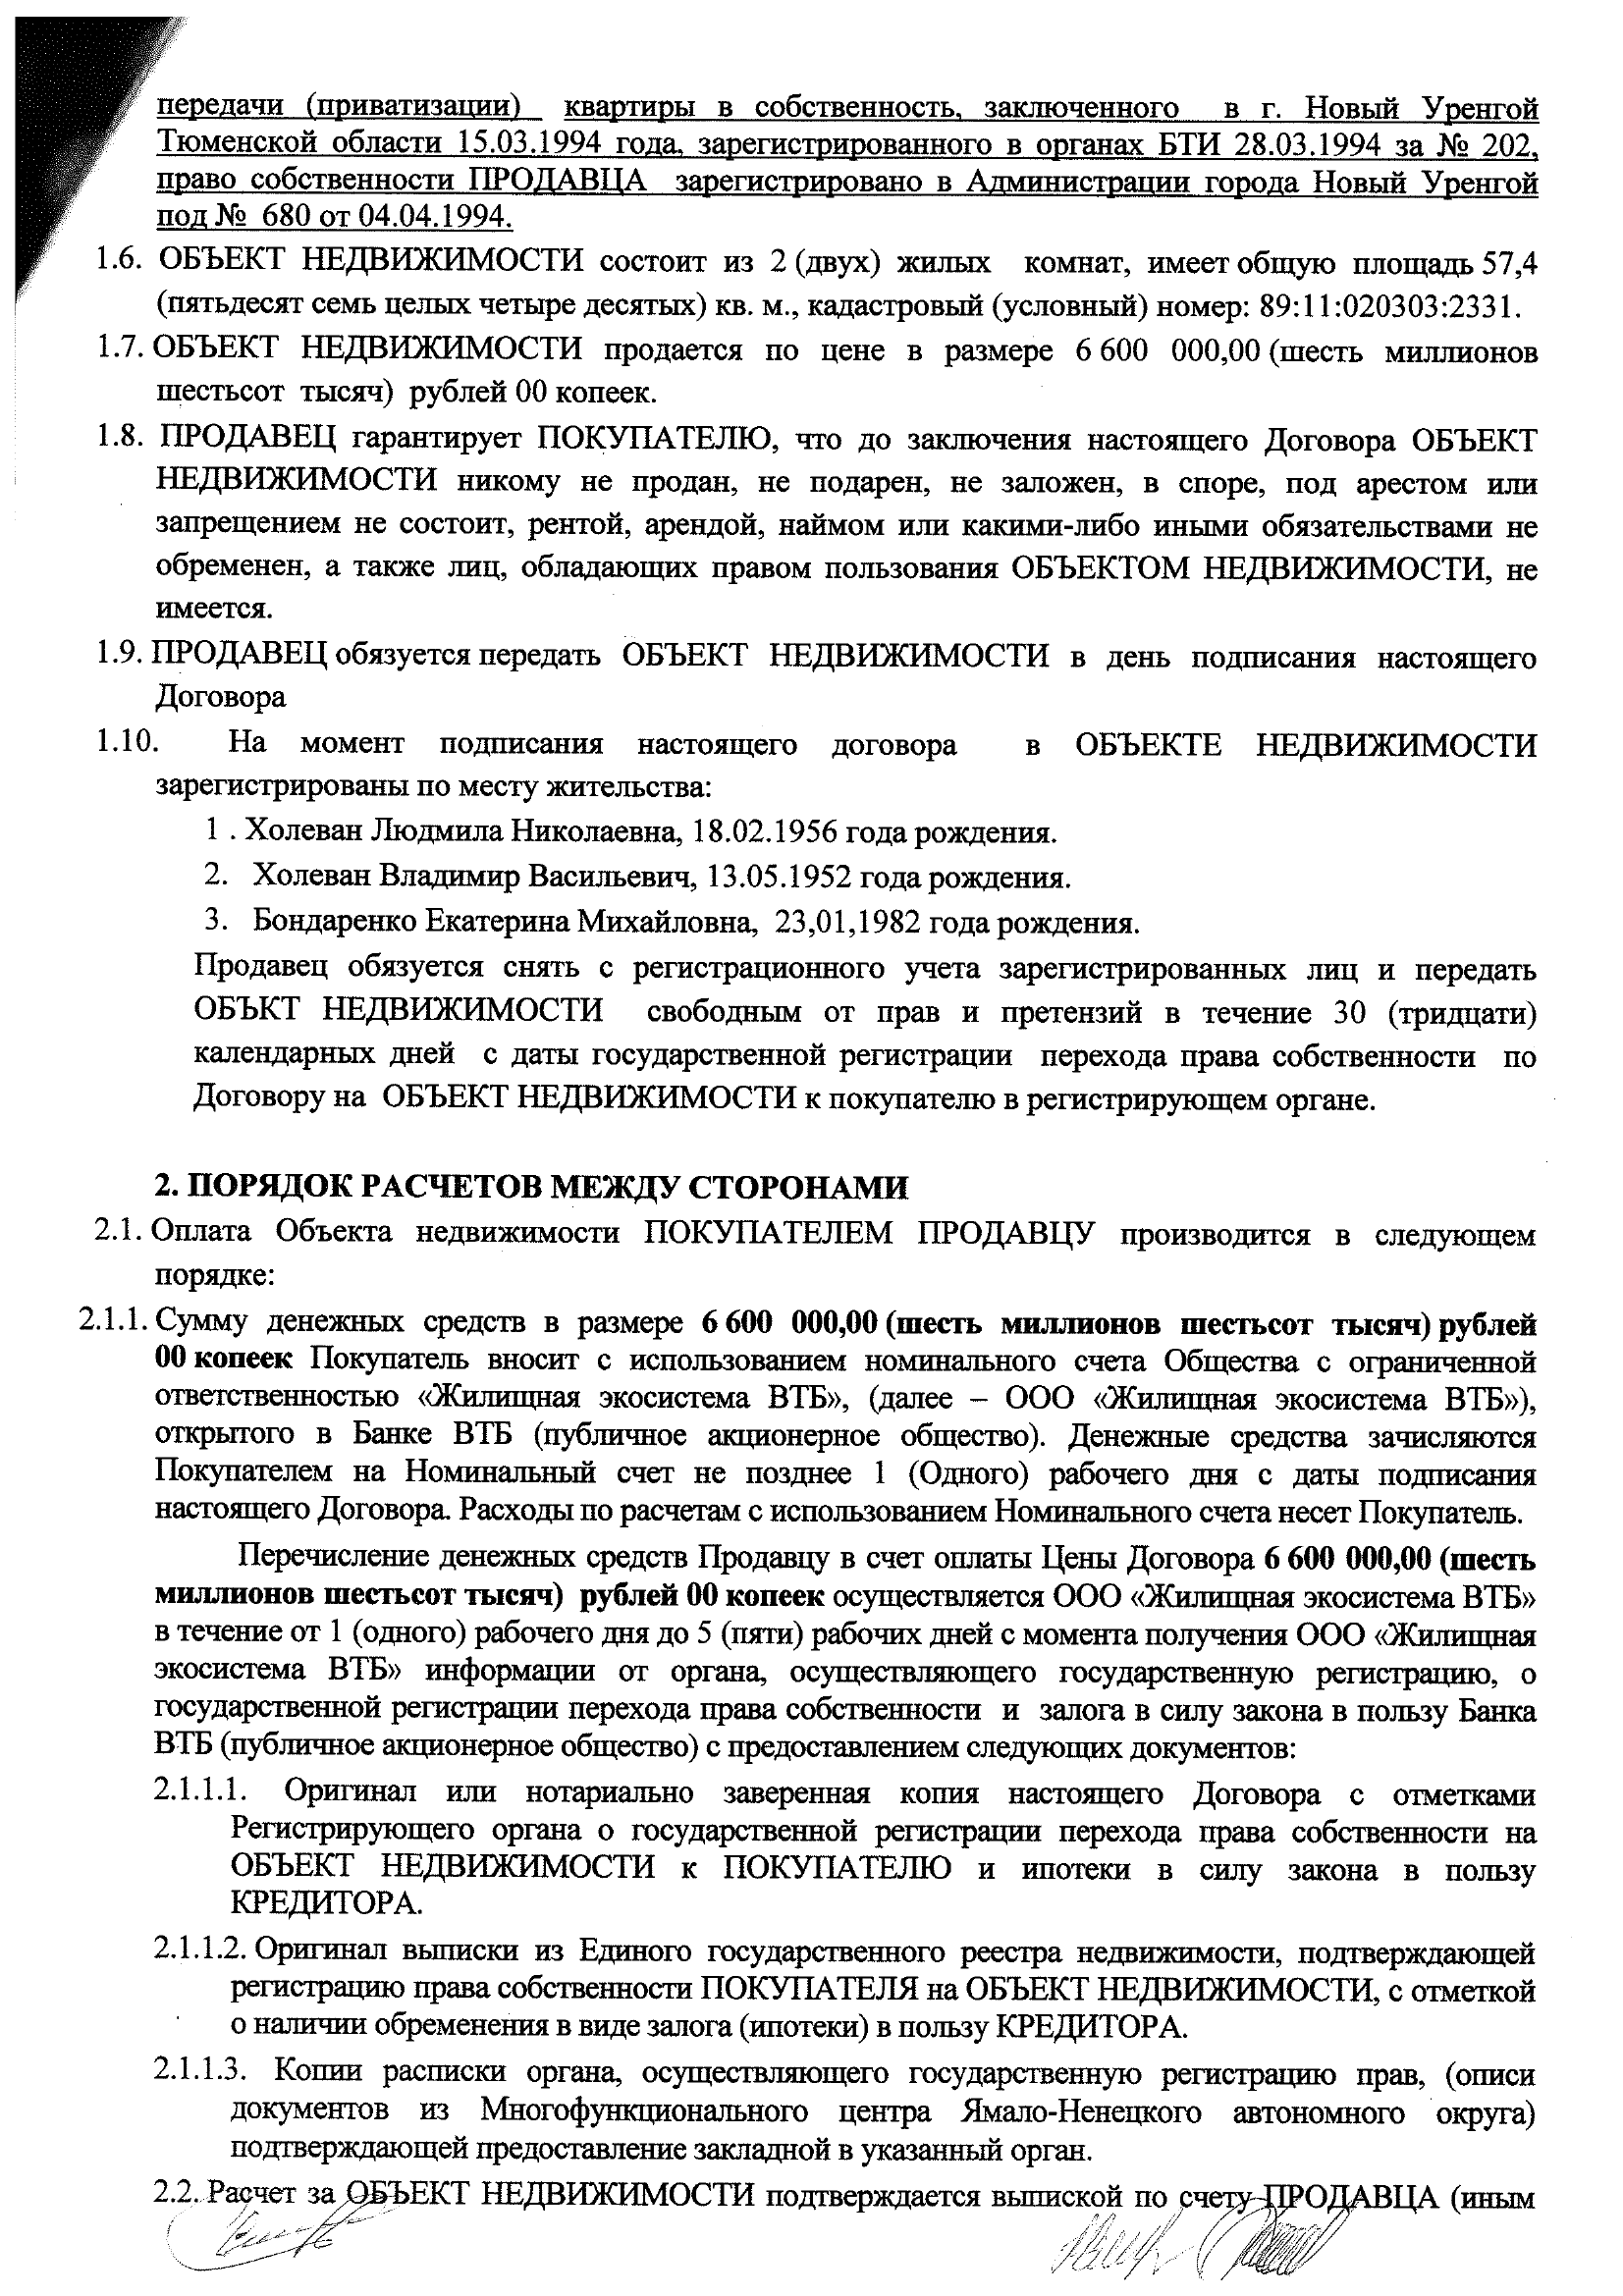 передачи (приватизации) квартиры в собственность, заключенного в г. Новый Уренгой
Тюменской области 15.03.1994 года, зарегистрированного в органах БТИ 28.03.1994 за № 202,
право собственности ПРОДАВЦА зарегистрировано в Администрации города Новый Уренгой
под № 680 от 04.04.1994.
1.6. ОБЪЕКТ НЕДВИЖИМОСТИ состоит из 2 (двух) жилых комнат, имеет общую площадь 57,4
(пятьдесят семь целых четыре десятых) кв. м., кадастровый (условный) номер: 89:11:020303:2331.
1.7. ОБЪЕКТ НЕДВИЖИМОСТИ продается по цене в размере 6 600 000,00 (шесть миллионов
шестьсот тысяч) рублей 00 копеек.
1.8. ПРОДАВЕЦ гарантирует ПОКУПАТЕЛЮ, что до заключения настоящего Договора ОБЪЕКТ
НЕДВИЖИМОСТИ никому не продан, не подарен, не заложен, в споре, под арестом или
запрещением не состоит, рентой, арендой, наймом или какими-либо иными обязательствами не
обременен, а также лиц, обладающих правом пользования ОБЪЕКТОМ НЕДВИЖИМОСТИ, не
имеется.
1.9. ПРОДАВЕЦ обязуется передать ОБЪЕКТ НЕДВИЖИМОСТИ в день подписания настоящего
Договора
1.10. На момент подписания настоящего договора в ОБЪЕКТЕ НЕДВИЖИМОСТИ
зарегистрированы по месту жительства:
1 . Холеван Людмила Николаевна, 18.02.1956 года рождения.
2. Холеван Владимир Васильевич, 13.05.1952 года рождения.
3. Бондаренко Екатерина Михайловна, 23,01,1982 года рождения.
Продавец обязуется снять с регистрационного учета зарегистрированных лиц и передать
ОБЪКТ НЕДВИЖИМОСТИ свободным от прав и претензий в течение 30 (тридцати)
календарных дней с даты государственной регистрации перехода права собственности по
Договору на ОБЪЕКТ НЕДВИЖИМОСТИ к покупателю в регистрирующем органе.
2. ПОРЯДОК РАСЧЕТОВ МЕЖДУ СТОРОНАМИ
2.1. Оплата Объекта недвижимости ПОКУПАТЕЛЕМ ПРОДАВЦУ производится в следующем
порядке:
2.1.1. Сумму денежных средств в размере 6 600 000,00 (шесть миллионов шестьсот тысяч) рублей
00 копеек Покупатель вносит с использованием номинального счета Общества с ограниченной
ответственностью «Жилищная экосистема ВТБ», (далее – ООО «Жилищная экосистема ВТБ»),
открытого в Банке ВТБ (публичное акционерное общество). Денежные средства зачисляются
Покупателем на Номинальный счет не позднее 1 (Одного) рабочего дня с даты подписания
настоящего Договора. Расходы по расчетам с использованием Номинального счета несет Покупатель.
Перечисление денежных средств Продавцу в счет оплаты Цены Договора 6 600 000,00 (шесть
миллионов шестьсот тысяч) рублей 00 копеек осуществляется ООО «Жилищная экосистема ВТБ»
в течение от 1 (одного) рабочего дня до 5 (пяти) рабочих дней с момента получения ООО «Жилищная
экосистема ВТБ» информации от органа, осуществляющего государственную регистрацию, о
государственной регистрации перехода права собственности и залога в силу закона в пользу Банка
ВТБ (публичное акционерное общество) с предоставлением следующих документов:
2.1.1.1. Оригинал или нотариально заверенная копия настоящего Договора с отметками
Регистрирующего органа о государственной регистрации перехода права собственности на
ОБЪЕКТ НЕДВИЖИМОСТИ к ПОКУПАТЕЛЮ и ипотеки в силу закона в пользу
КРЕДИТОРА.
2.1.1.2. Оригинал выписки из Единого государственного реестра недвижимости, подтверждающей
регистрацию права собственности ПОКУПАТЕЛЯ на ОБЪЕКТ НЕДВИЖИМОСТИ, с отметкой
о наличии обременения в виде залога (ипотеки) в пользу КРЕДИТОРА.
2.1.1.3. Копии расписки органа, осуществляющего государственную регистрацию прав, (описи
документов из Многофункционального центра Ямало-Ненецкого автономного округа)
подтверждающей предоставление закладной в указанный орган.
2.2. Расчет за ОБЪЕКТ НЕДВИЖИМОСТИ подтверждается выпиской по счету ПРОДАВЦА (иным